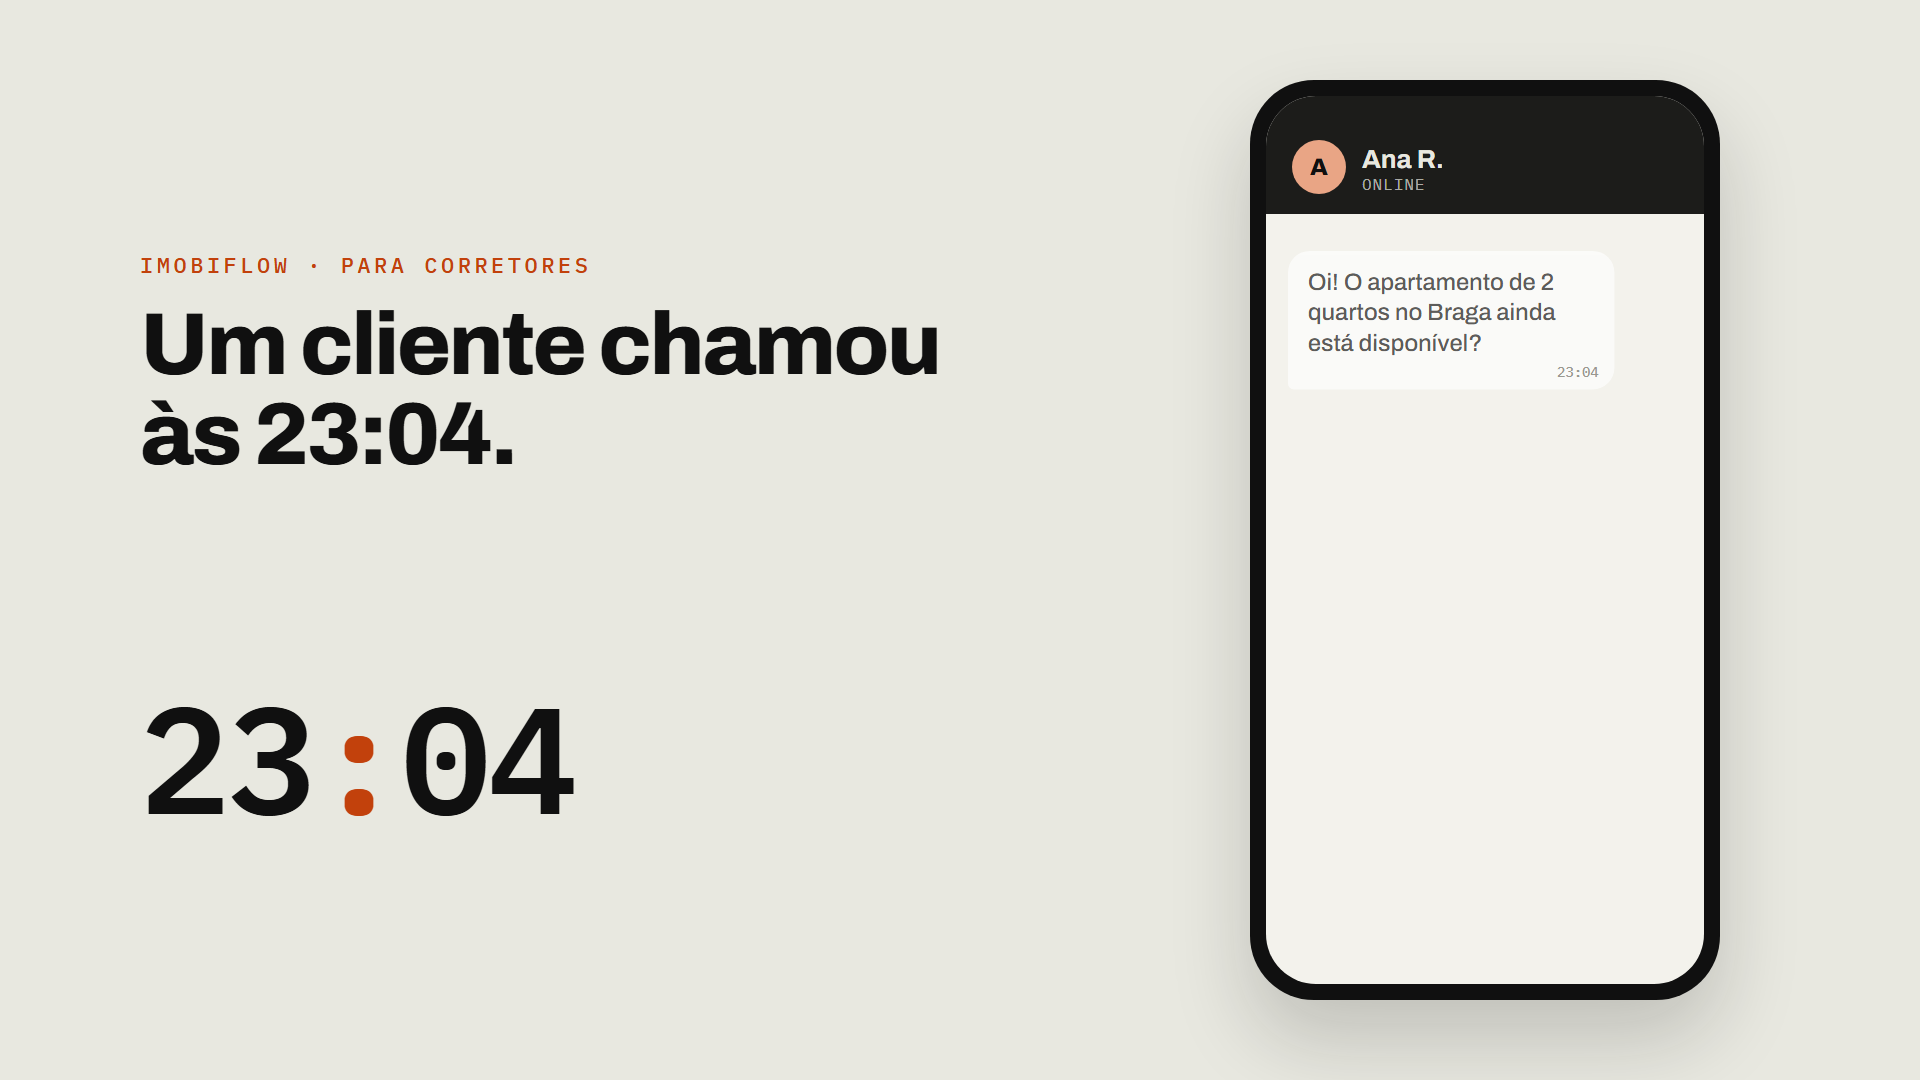 IMOBIFLOW · PARA CORRETORES
Um cliente chamou
às 23:04.
23:04
A
Ana R.
ONLINE
Oi! O apartamento de 2
quartos no Braga ainda
está disponível?
23:04